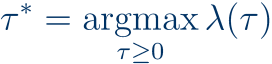 τ* = argmax λ(τ)
τ≥0